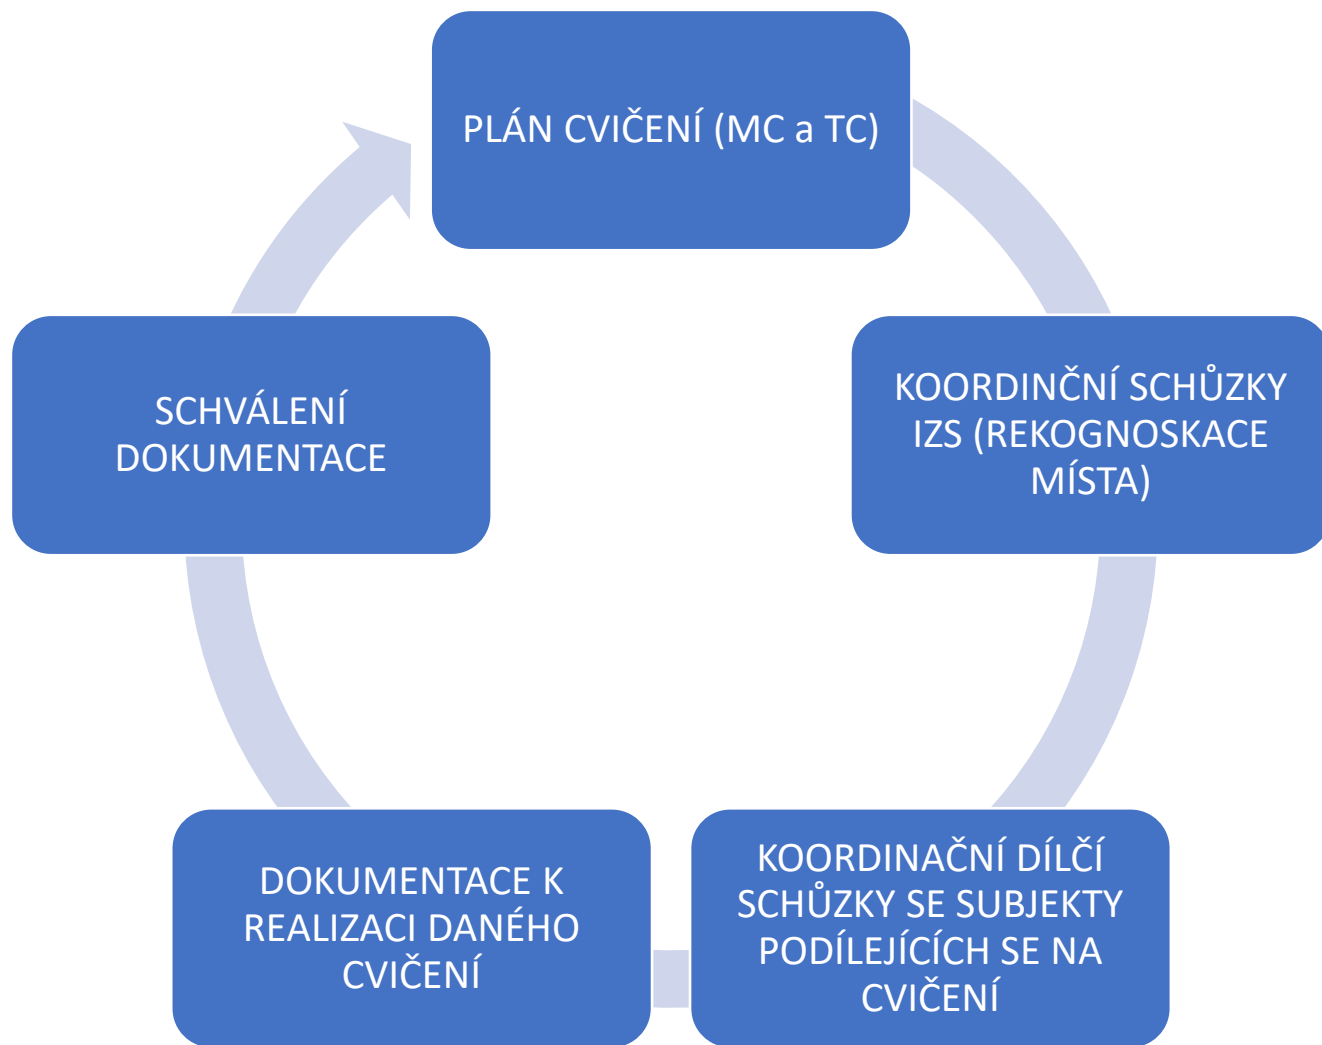 PLÁN CVIČENÍ (MC a TC)
KOORDINČNÍ SCHŮZKY
IZS (REKOGNOSKACE
MÍSTA)
KOORDINAČNÍ DÍLČÍ
SCHŮZKY SE SUBJEKTY
PODÍLEJÍCÍCH SE NA
CVIČENÍ
DOKUMENTACE K
REALIZACI DANÉHO
CVIČENÍ
SCHVÁLENÍ
DOKUMENTACE